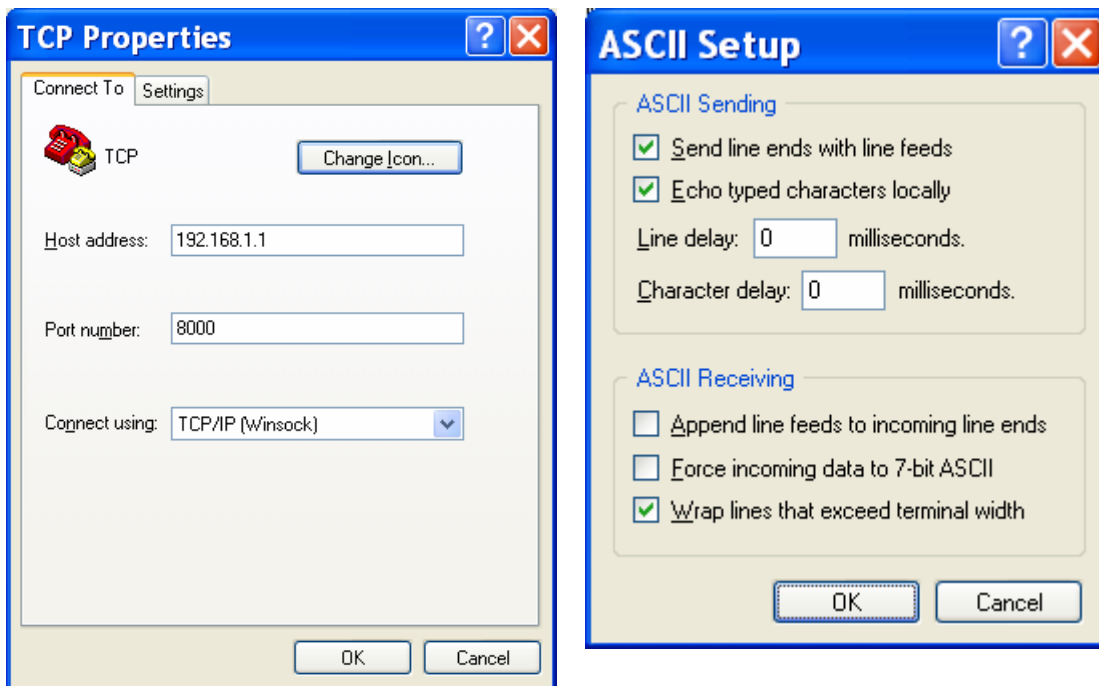 TCP Properties
Connect To
Settings
TCP
Change Icon...
Host address: 192.168.1.1
Port number: 8000
Connect using: TCP/IP (Winsock)
OK
Cancel
ASCII Setup
ASCII Sending
Send line ends with line feeds
Echo typed characters locally
Line delay: 0 milliseconds.
Character delay: 0 milliseconds.
ASCII Receiving
Append line feeds to incoming line ends
Force incoming data to 7-bit ASCII
Wrap lines that exceed terminal width
OK
Cancel